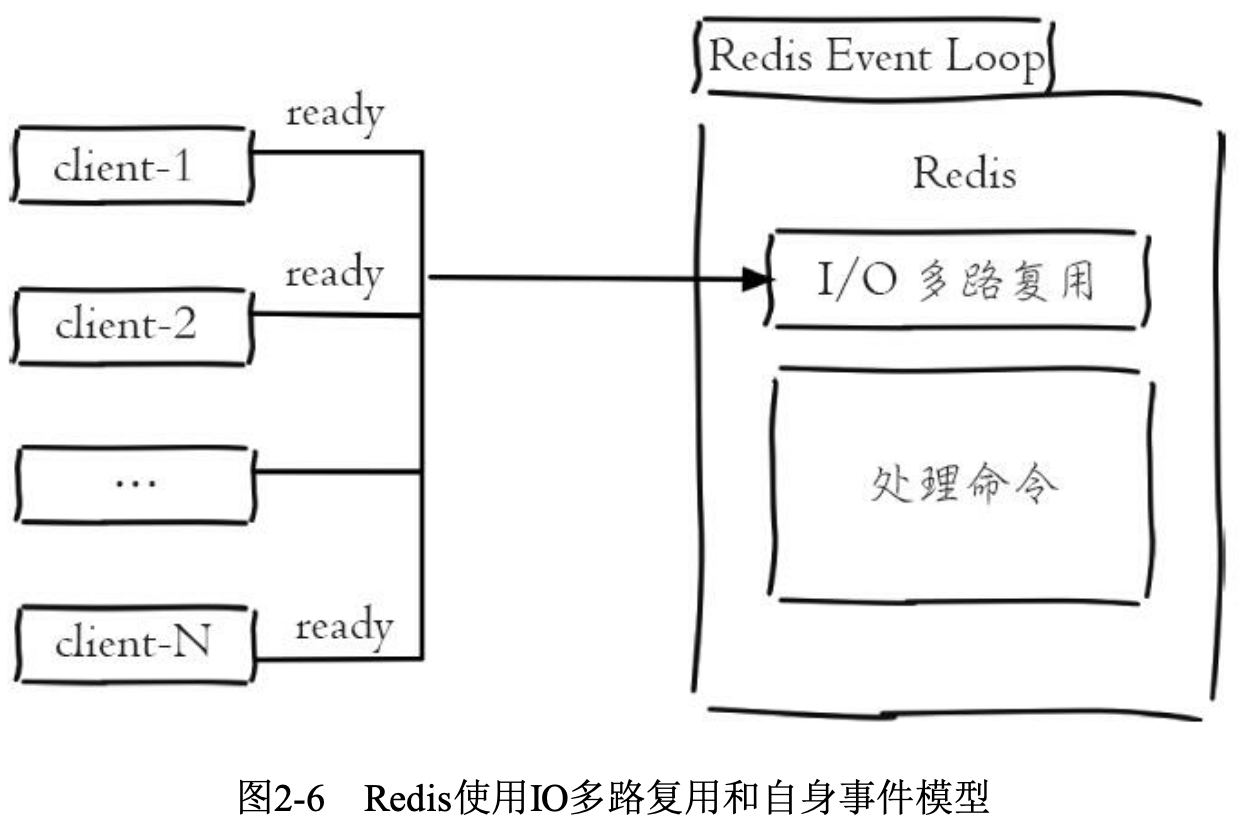 Redis Event Loop
ready
client-1
Redis
ready
I/O 多路复用
client-2
...
处理命令
ready
client-N
图2-6 Redis使用IO多路复用和自身事件模型